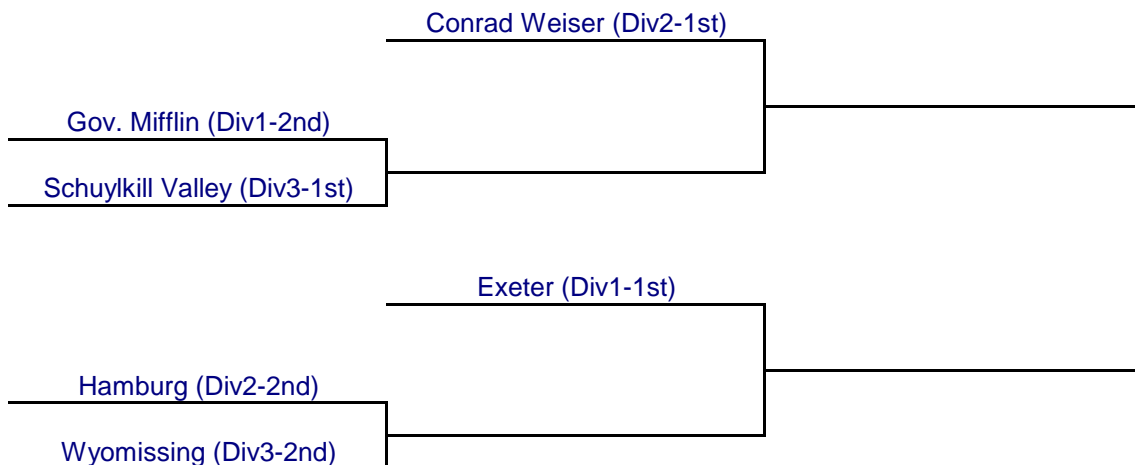 Conrad Weiser (Div2-1st)
Gov. Mifflin (Div1-2nd)
Schuylkill Valley (Div3-1st)
Exeter (Div1-1st)
Hamburg (Div2-2nd)
Wyomissing (Div3-2nd)